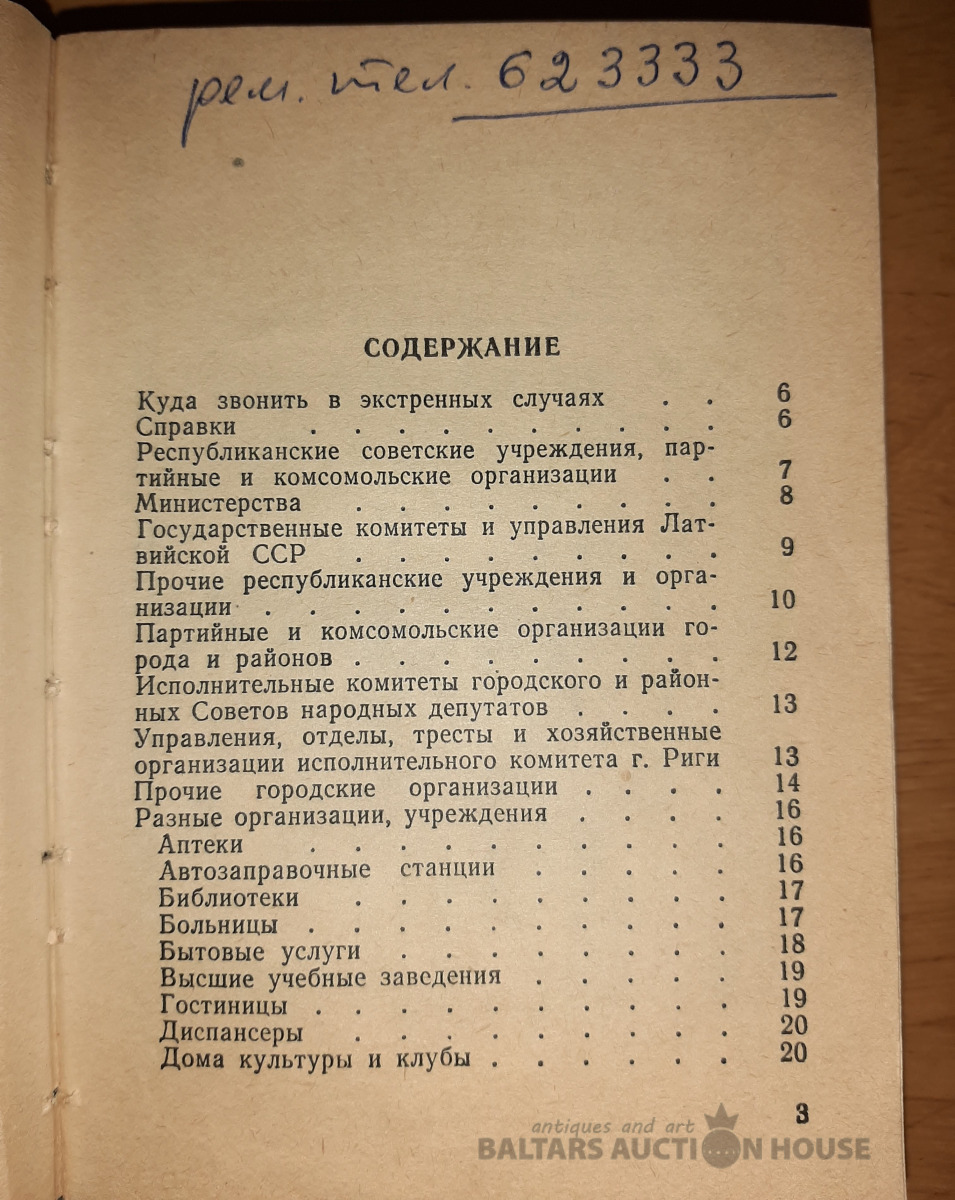 рем. тел. 623333
СОДЕРЖАНИЕ
Куда звонить в экстренных случаях . . 6
Справки . . . . . . . . . . 6
Республиканские советские учреждения, пар-
тийные и комсомольские организации . . 7
Министерства . . . . . . . . . 8
Государственные комитеты и управления Лат-
вийской ССР . . . . . . . . . 9
Прочие республиканские учреждения и орга-
низации . . . . . . . . . . . 10
Партийные и комсомольские организации го-
рода и районов . . . . . . . . . 12
Исполнительные комитеты городского и район-
ных Советов народных депутатов . . . . 13
Управления, отделы, тресты и хозяйственные
организации исполнительного комитета г. Риги 13
Прочие городские организации . . . . 14
Разные организации, учреждения . . . . 16
Аптеки . . . . . . . . . . 16
Автозаправочные станции . . . . . 16
Библиотеки . . . . . . . . . 17
Больницы . . . . . . . . . . 17
Бытовые услуги . . . . . . . . 18
Высшие учебные заведения . . . . . 19
Гостиницы . . . . . . . . . . 19
Диспансеры . . . . . . . . . 20
Дома культуры и клубы . . . . . . 20
3
antiques and art
BALTARS AUCTION HOUSE